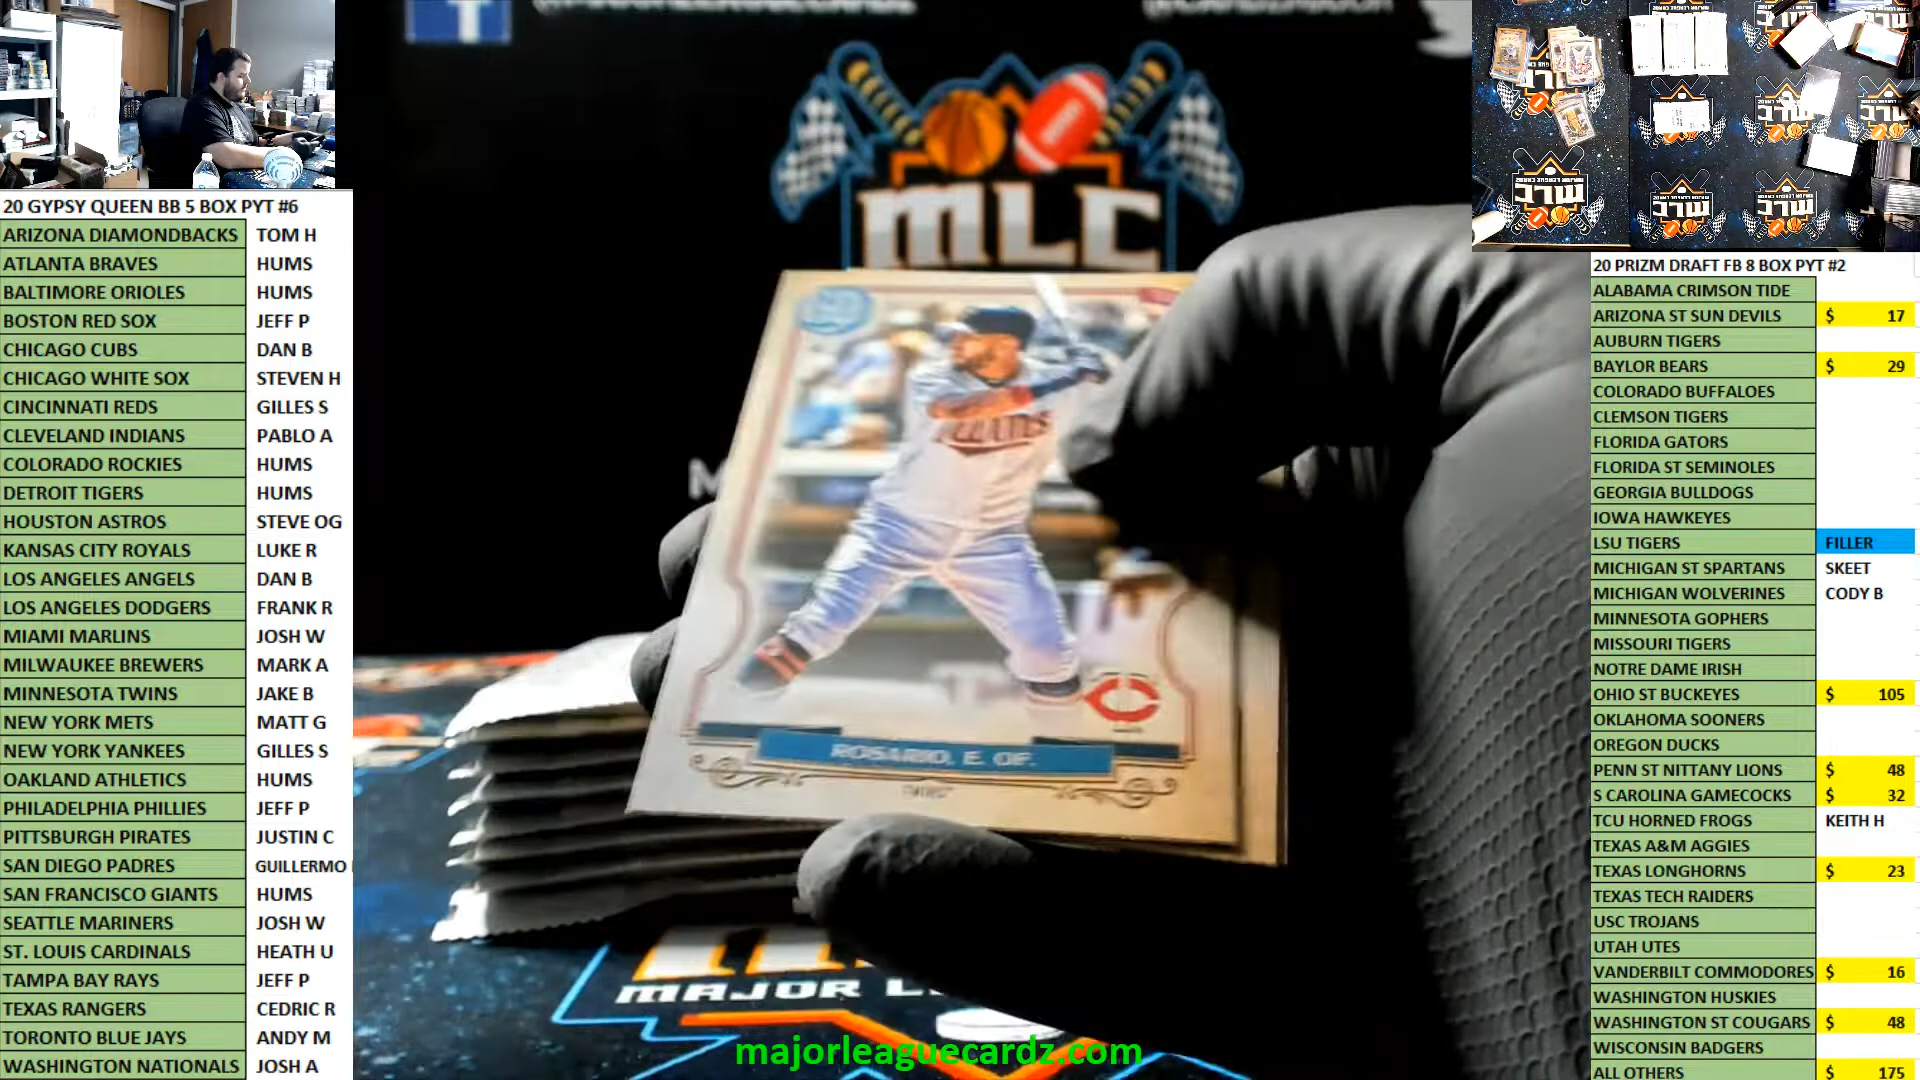 20 GYPSY QUEEN BB 5 BOX PYT #6
ARIZONA DIAMONDBACKS TOM H
ATLANTA BRAVES HUMS
BALTIMORE ORIOLES HUMS
BOSTON RED SOX JEFF P
CHICAGO CUBS DAN B
CHICAGO WHITE SOX STEVEN H
CINCINNATI REDS GILLES S
CLEVELAND INDIANS PABLO A
COLORADO ROCKIES HUMS
DETROIT TIGERS HUMS
HOUSTON ASTROS STEVE OG
KANSAS CITY ROYALS LUKE R
LOS ANGELES ANGELS DAN B
LOS ANGELES DODGERS FRANK R
MIAMI MARLINS JOSH W
MILWAUKEE BREWERS MARK A
MINNESOTA TWINS JAKE B
NEW YORK METS MATT G
NEW YORK YANKEES GILLES S
OAKLAND ATHLETICS HUMS
PHILADELPHIA PHILLIES JEFF P
PITTSBURGH PIRATES JUSTIN C
SAN DIEGO PADRES GUILLERMO
SAN FRANCISCO GIANTS HUMS
SEATTLE MARINERS JOSH W
ST. LOUIS CARDINALS HEATH U
TAMPA BAY RAYS JEFF P
TEXAS RANGERS CEDRIC R
TORONTO BLUE JAYS ANDY M
WASHINGTON NATIONALS JOSH A
MLC
TWINS
ROSARIO, E. OF.
TWINS
MAJOR L
majorleaguecardz.com
20 PRIZM DRAFT FB 8 BOX PYT #2
ALABAMA CRIMSON TIDE
ARIZONA ST SUN DEVILS $ 17
AUBURN TIGERS
BAYLOR BEARS $ 29
COLORADO BUFFALOES
CLEMSON TIGERS
FLORIDA GATORS
FLORIDA ST SEMINOLES
GEORGIA BULLDOGS
IOWA HAWKEYES
LSU TIGERS FILLER
MICHIGAN ST SPARTANS SKEET
MICHIGAN WOLVERINES CODY B
MINNESOTA GOPHERS
MISSOURI TIGERS
NOTRE DAME IRISH
OHIO ST BUCKEYES $ 105
OKLAHOMA SOONERS
OREGON DUCKS
PENN ST NITTANY LIONS $ 48
S CAROLINA GAMECOCKS $ 32
TCU HORNED FROGS KEITH H
TEXAS A&M AGGIES
TEXAS LONGHORNS $ 23
TEXAS TECH RAIDERS
USC TROJANS
UTAH UTES
VANDERBILT COMMODORES $ 16
WASHINGTON HUSKIES
WASHINGTON ST COUGARS $ 48
WISCONSIN BADGERS
ALL OTHERS $ 175